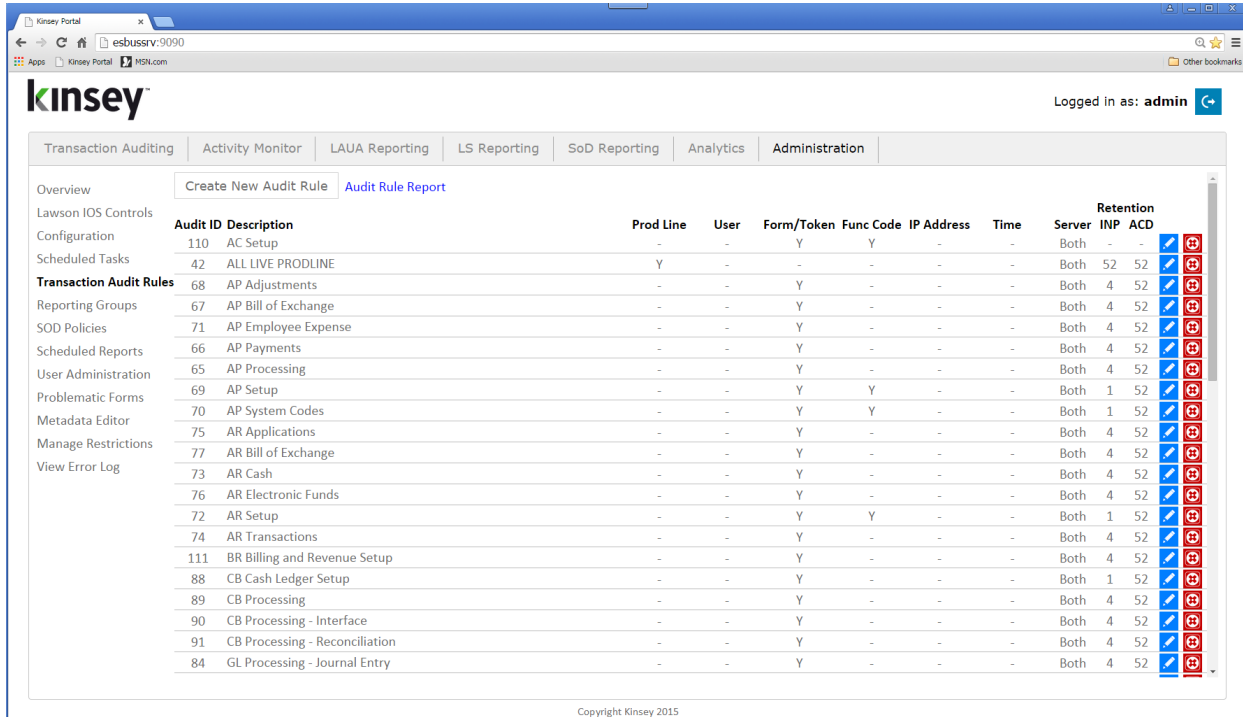 Kinsey Portal
esbussrv:9090
Apps Kinsey Portal MSN.com Other bookmarks
kinsey
Logged in as: admin
Transaction Auditing Activity Monitor LAUA Reporting LS Reporting SoD Reporting Analytics Administration
Overview
Lawson IOS Controls
Configuration
Scheduled Tasks
Transaction Audit Rules
Reporting Groups
SOD Policies
Scheduled Reports
User Administration
Problematic Forms
Metadata Editor
Manage Restrictions
View Error Log
Create New Audit Rule Audit Rule Report
Retention
Audit ID Description Prod Line User Form/Token Func Code IP Address Time Server INP ACD
110 AC Setup - - Y Y - - Both - -
42 ALL LIVE PRODLINE Y - - - - - Both 52 52
68 AP Adjustments - - Y - - - Both 4 52
67 AP Bill of Exchange - - Y - - - Both 4 52
71 AP Employee Expense - - Y - - - Both 4 52
66 AP Payments - - Y - - - Both 4 52
65 AP Processing - - Y - - - Both 4 52
69 AP Setup - - Y Y - - Both 1 52
70 AP System Codes - - Y Y - - Both 1 52
75 AR Applications - - Y - - - Both 4 52
77 AR Bill of Exchange - - Y - - - Both 4 52
73 AR Cash - - Y - - - Both 4 52
76 AR Electronic Funds - - Y - - - Both 4 52
72 AR Setup - - Y Y - - Both 1 52
74 AR Transactions - - Y - - - Both 4 52
111 BR Billing and Revenue Setup - - Y - - - Both 4 52
88 CB Cash Ledger Setup - - Y - - - Both 1 52
89 CB Processing - - Y - - - Both 4 52
90 CB Processing - Interface - - Y - - - Both 4 52
91 CB Processing - Reconciliation - - Y - - - Both 4 52
84 GL Processing - Journal Entry - - Y - - - Both 4 52
Copyright Kinsey 2015